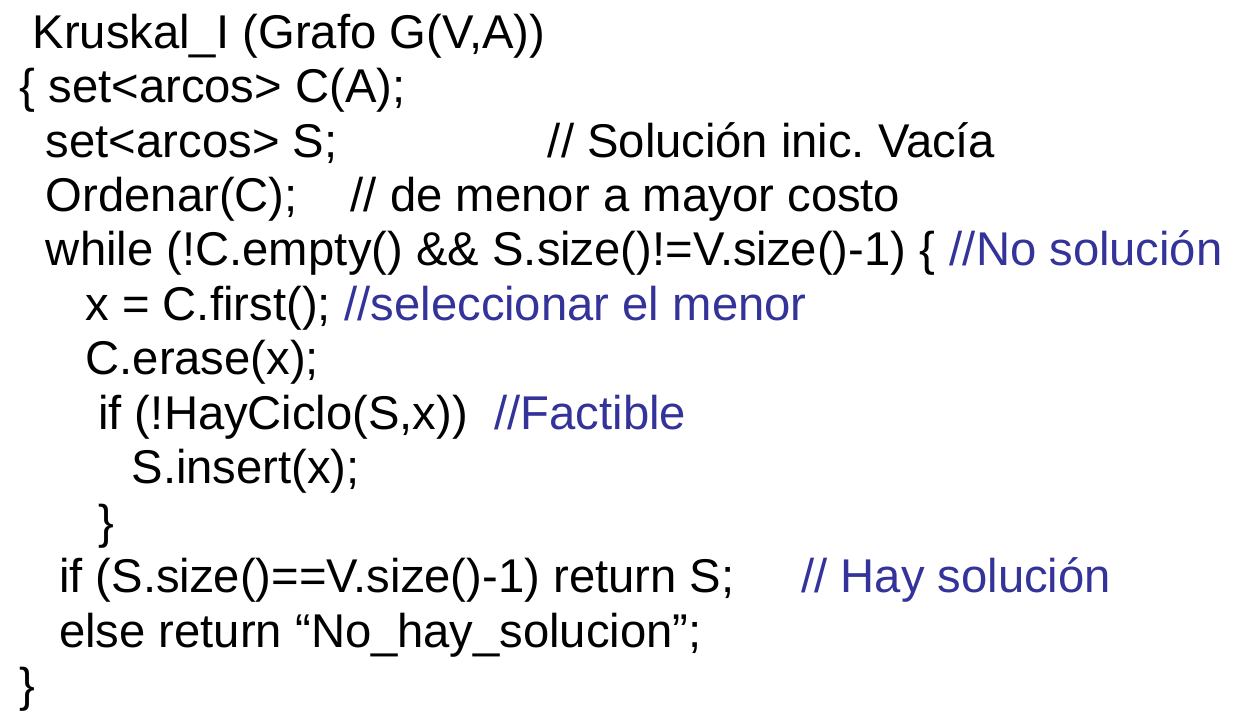 Kruskal_I (Grafo G(V,A))
{ set<arcos> C(A);
set<arcos> S; // Solución inic. Vacía
Ordenar(C); // de menor a mayor costo
while (!C.empty() && S.size()!=V.size()-1) { //No solución
x = C.first(); //seleccionar el menor
C.erase(x);
if (!HayCiclo(S,x)) //Factible
S.insert(x);
}
if (S.size()==V.size()-1) return S; // Hay solución
else return “No_hay_solucion”;
}